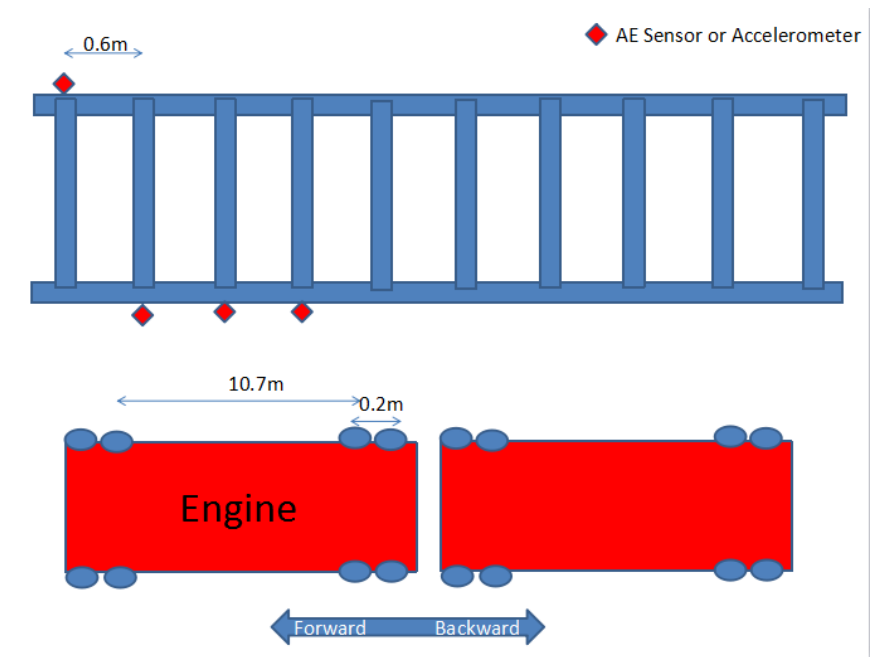 0.6m
AE Sensor or Accelerometer
10.7m
0.2m
Engine
Forward Backward